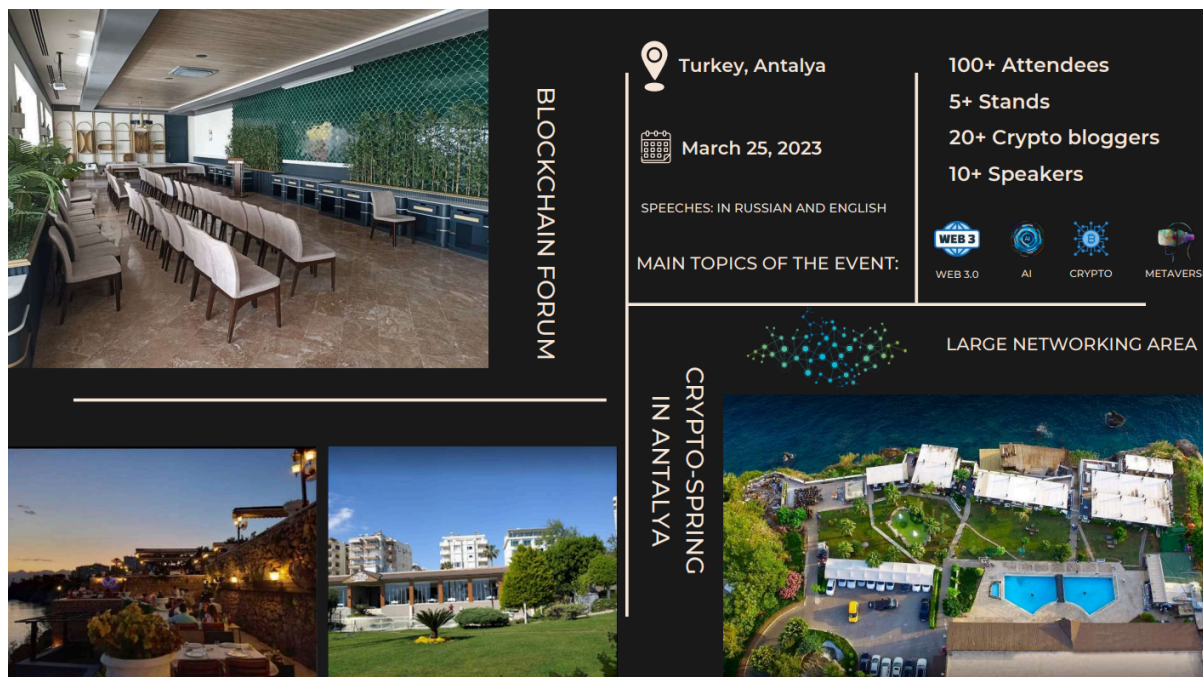 BLOCKCHAIN FORUM
Turkey, Antalya
March 25, 2023
SPEECHES: IN RUSSIAN AND ENGLISH
MAIN TOPICS OF THE EVENT:
100+ Attendees
5+ Stands
20+ Crypto bloggers
10+ Speakers
WEB 3
AI
B
WEB 3.0
AI
CRYPTO
METAVERS
LARGE NETWORKING AREA
CRYPTO-SPRING
IN ANTALYA